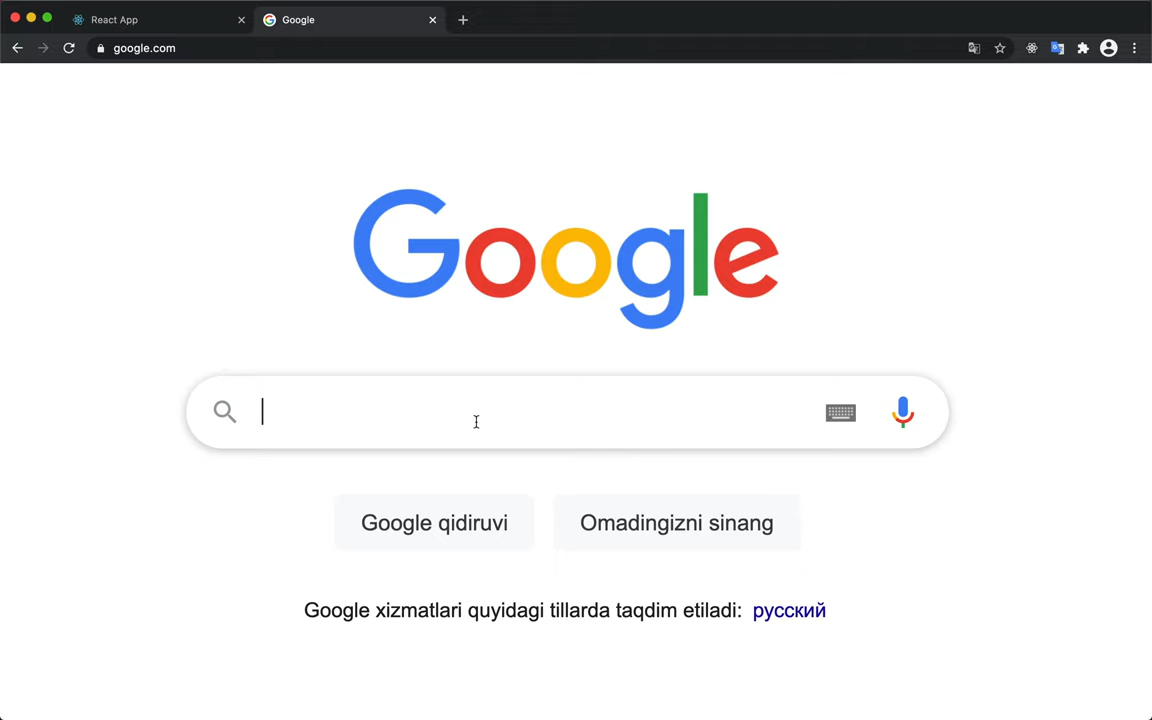 React App
Google
google.com
Google
Google qidiruvi
Omadingizni sinang
Google xizmatlari quyidagi tillarda taqdim etiladi: русский